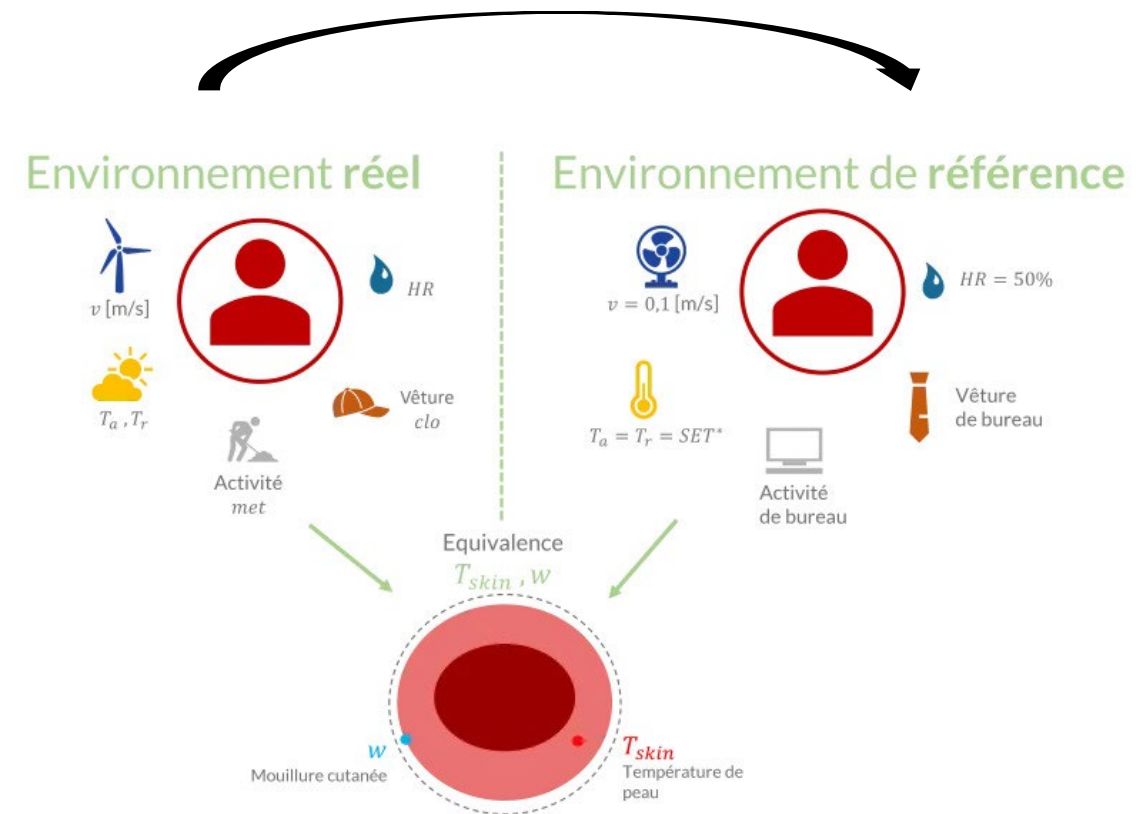 Environnement réel
v [m/s]
HR
T_a , T_r
Vêture
clo
Activité
met
Environnement de référence
v = 0,1 [m/s]
HR = 50%
T_a = T_r = SET*
Vêture
de bureau
Activité
de bureau
Equivalence
T_skin , w
w
Mouillure cutanée
T_skin
Température de
peau